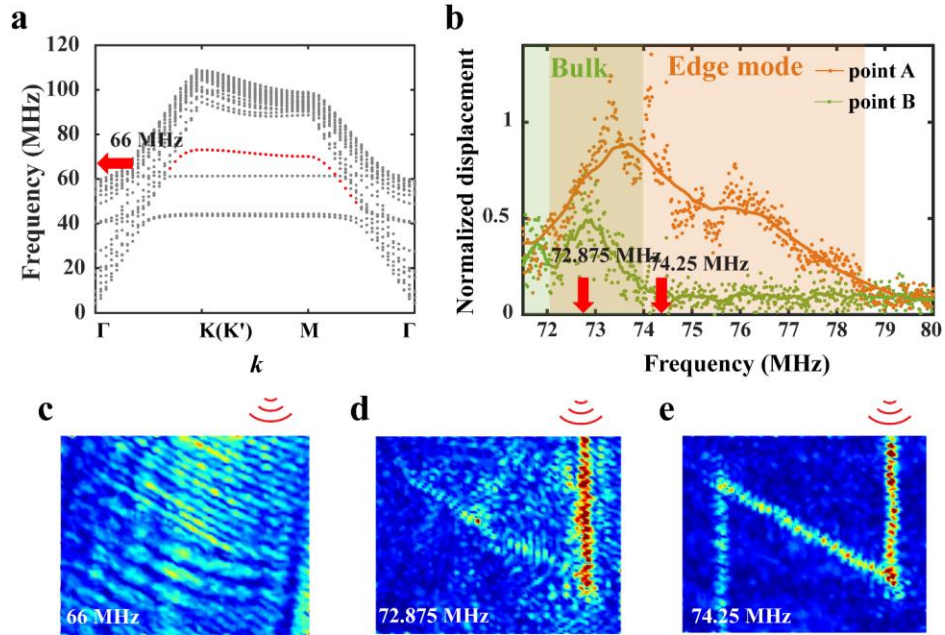 a
120
100
80
60
40
20
0
Frequency (MHz)
66 MHz
Γ
K(K')
M
Γ
k
b
Bulk
Edge mode
point A
point B
1
0.5
0
Normalized displacement
72.875 MHz
74.25 MHz
72 73 74 75 76 77 78 79 80
Frequency (MHz)
c
66 MHz
d
72.875 MHz
e
74.25 MHz